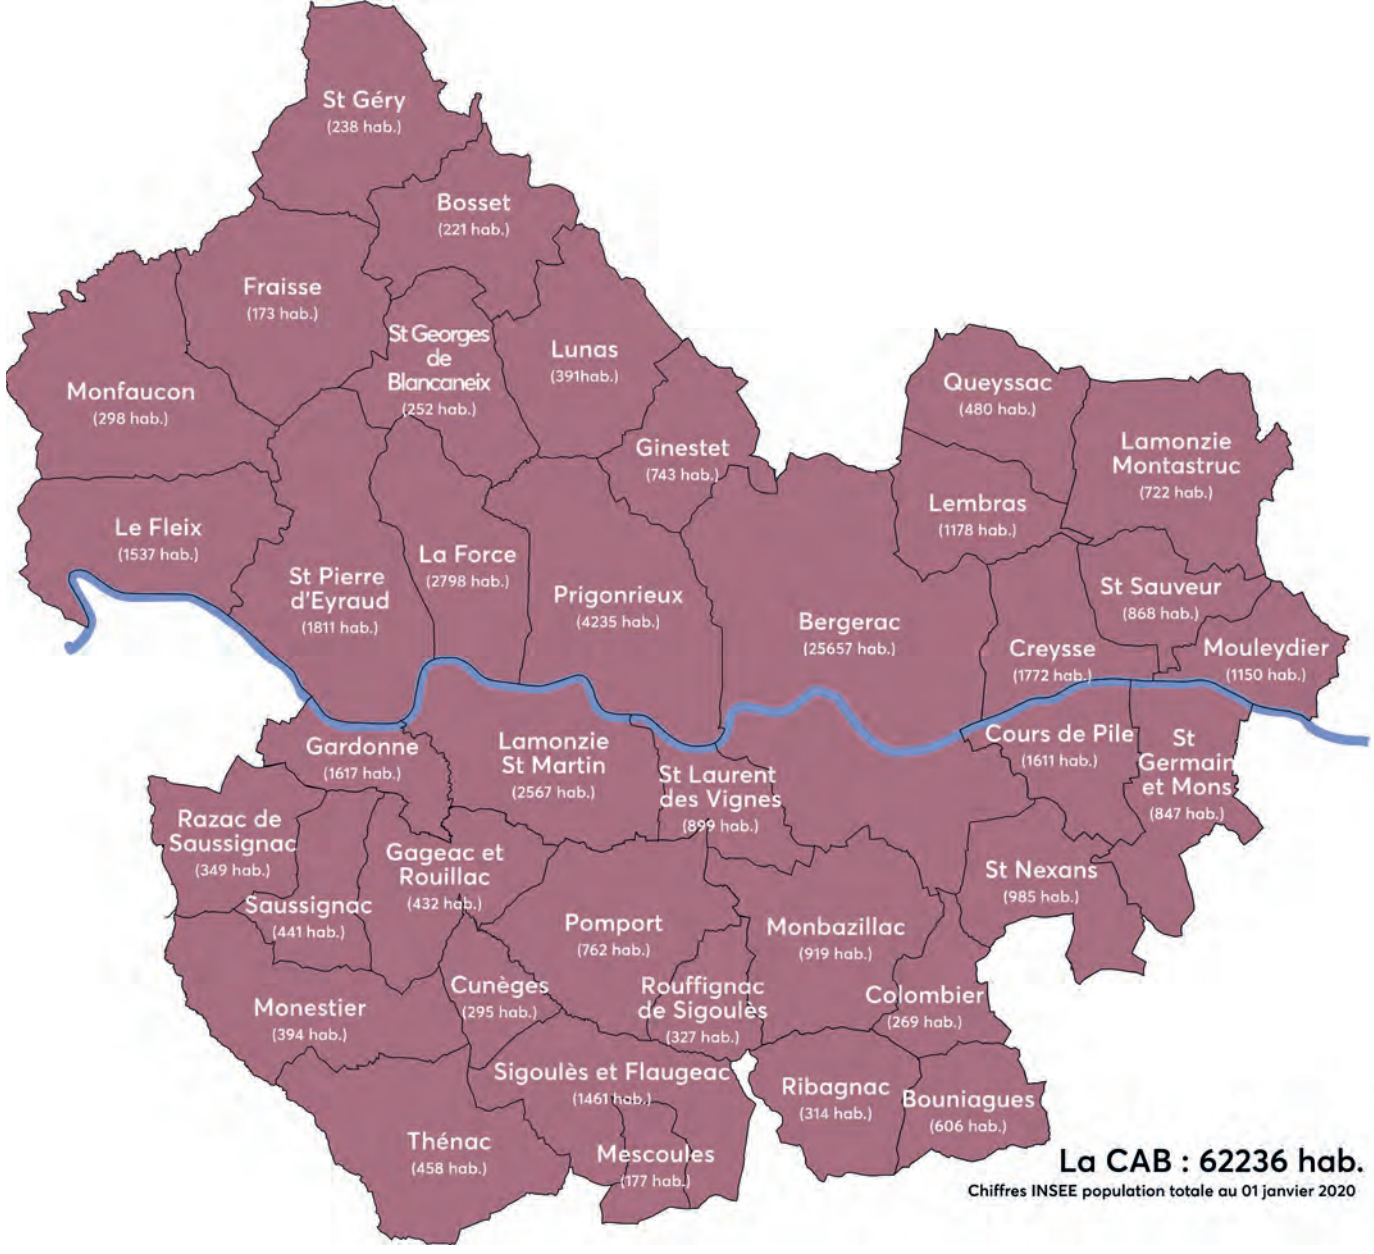 St Géry
(238 hab.)
Bosset
(221 hab.)
Fraisse
(173 hab.)
St Georges
de
Blancaneix
(252 hab.)
Lunas
(391hab.)
Monfaucon
(298 hab.)
Queyssac
(480 hab.)
Ginestet
(743 hab.)
Lamonzie
Montastruc
(722 hab.)
Lembras
(1178 hab.)
Le Fleix
(1537 hab.)
La Force
(2798 hab.)
St Pierre
d'Eyraud
(1811 hab.)
Prigonrieux
(4235 hab.)
Bergerac
(25657 hab.)
St Sauveur
(868 hab.)
Creysse
(1772 hab.)
Mouleydier
(1150 hab.)
Gardonne
(1617 hab.)
Lamonzie
St Martin
(2567 hab.)
St Laurent
des Vignes
(899 hab.)
Cours de Pile
(1611 hab.)
St
Germain
et Mons
(847 hab.)
Razac de
Saussignac
(349 hab.)
Gageac et
Rouillac
(432 hab.)
St Nexans
(985 hab.)
Saussignac
(441 hab.)
Pomport
(762 hab.)
Monbazillac
(919 hab.)
Monestier
(394 hab.)
Cunèges
(295 hab.)
Rouffignac
de Sigoulès
(327 hab.)
Colombier
(269 hab.)
Sigoulès et Flaugeac
(1461 hab.)
Ribagnac
(314 hab.)
Bouniagues
(606 hab.)
Thénac
(458 hab.)
Mescoules
(177 hab.)
La CAB : 62236 hab.
Chiffres INSEE population totale au 01 janvier 2020